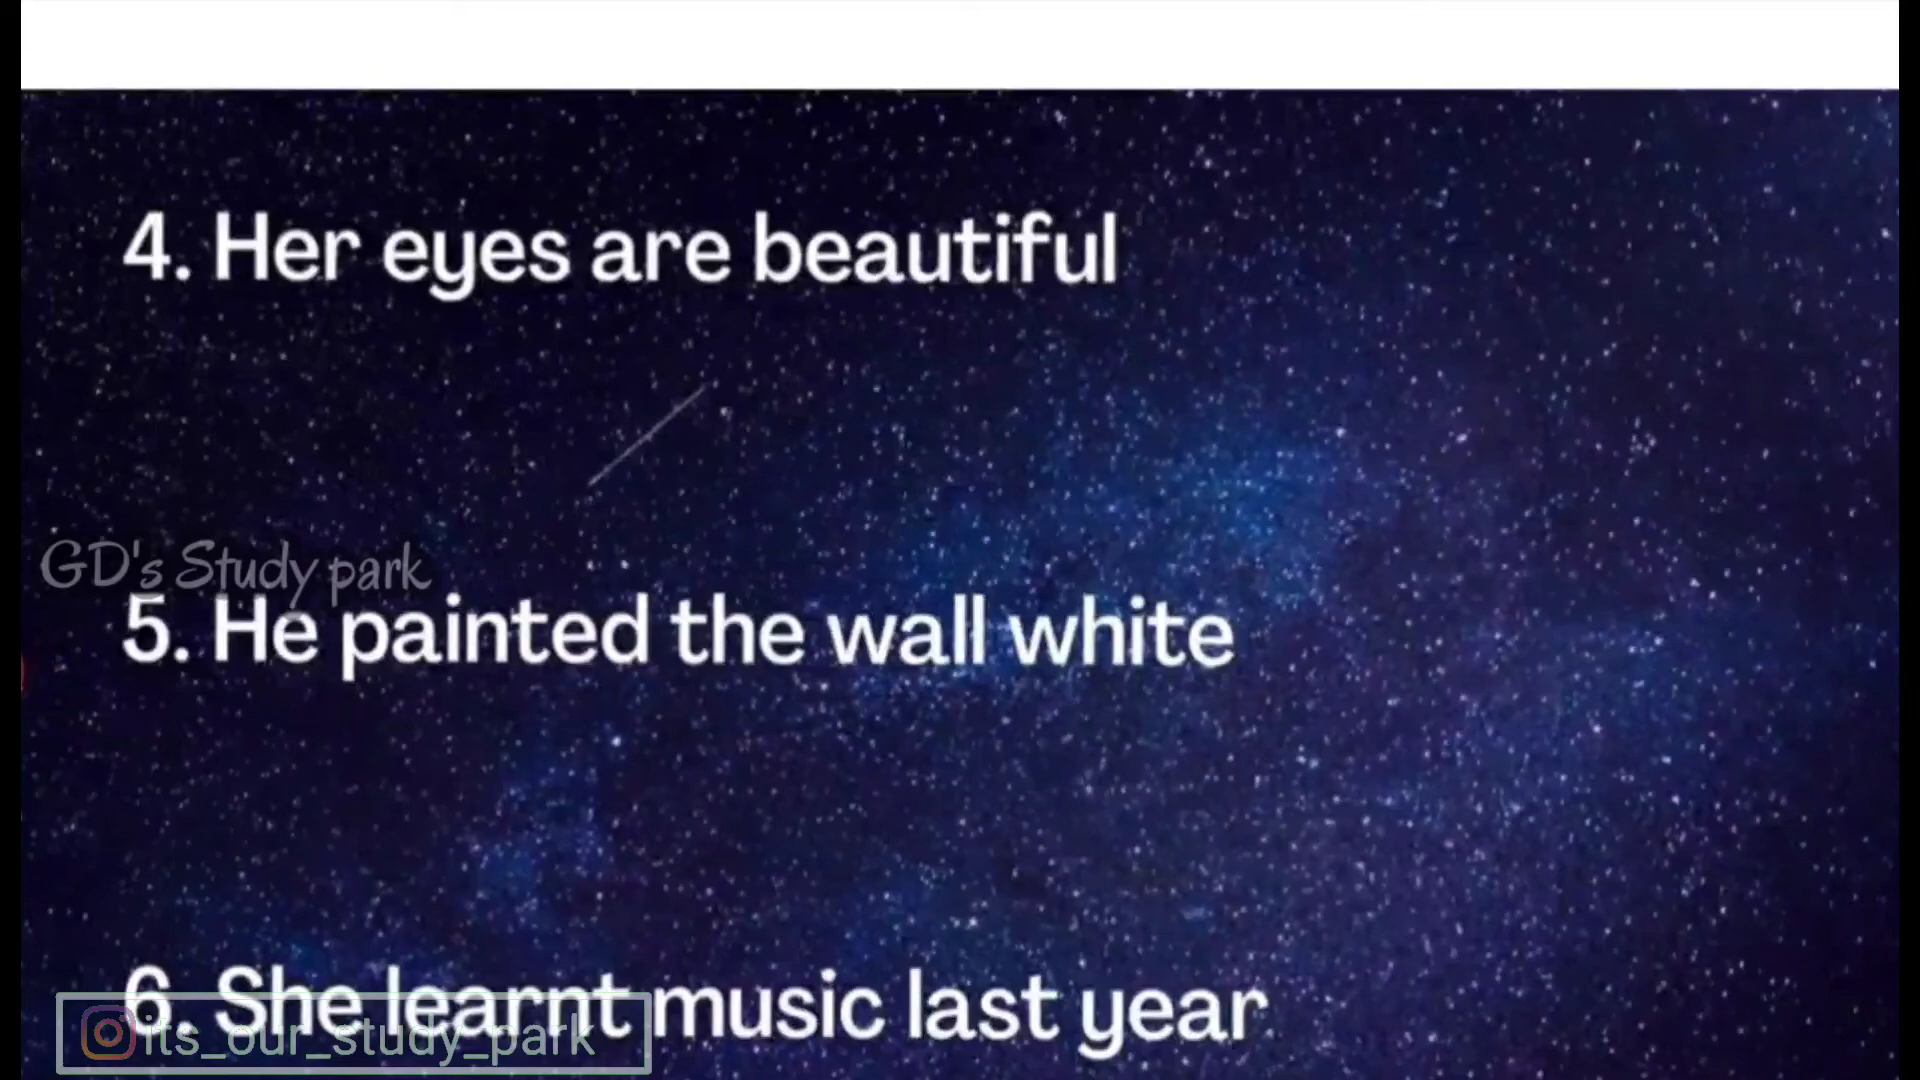 4. Her eyes are beautiful
GD's Study park
5. He painted the wall white
6. She learnt music last year
its_our_study_park